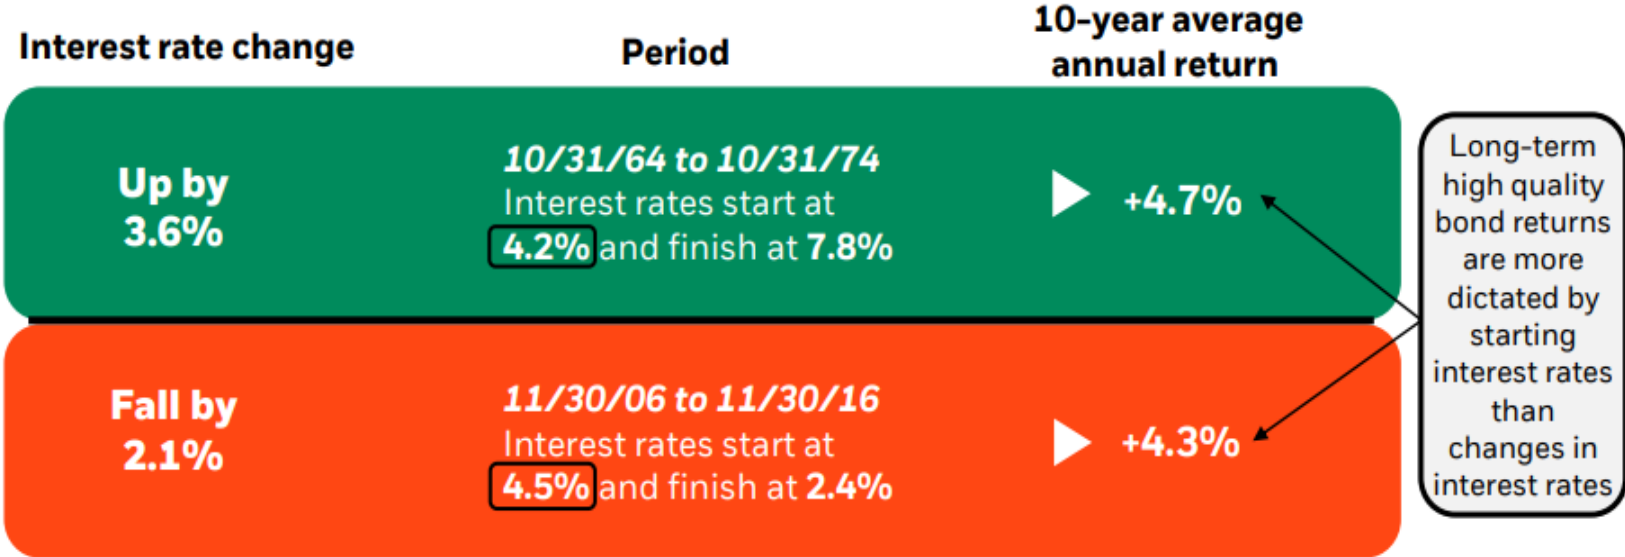 Interest rate change
Period
10-year average
annual return
Up by
3.6%
10/31/64 to 10/31/74
Interest rates start at
4.2% and finish at 7.8%
+4.7%
Fall by
2.1%
11/30/06 to 11/30/16
Interest rates start at
4.5% and finish at 2.4%
+4.3%
Long-term
high quality
bond returns
are more
dictated by
starting
interest rates
than
changes in
interest rates